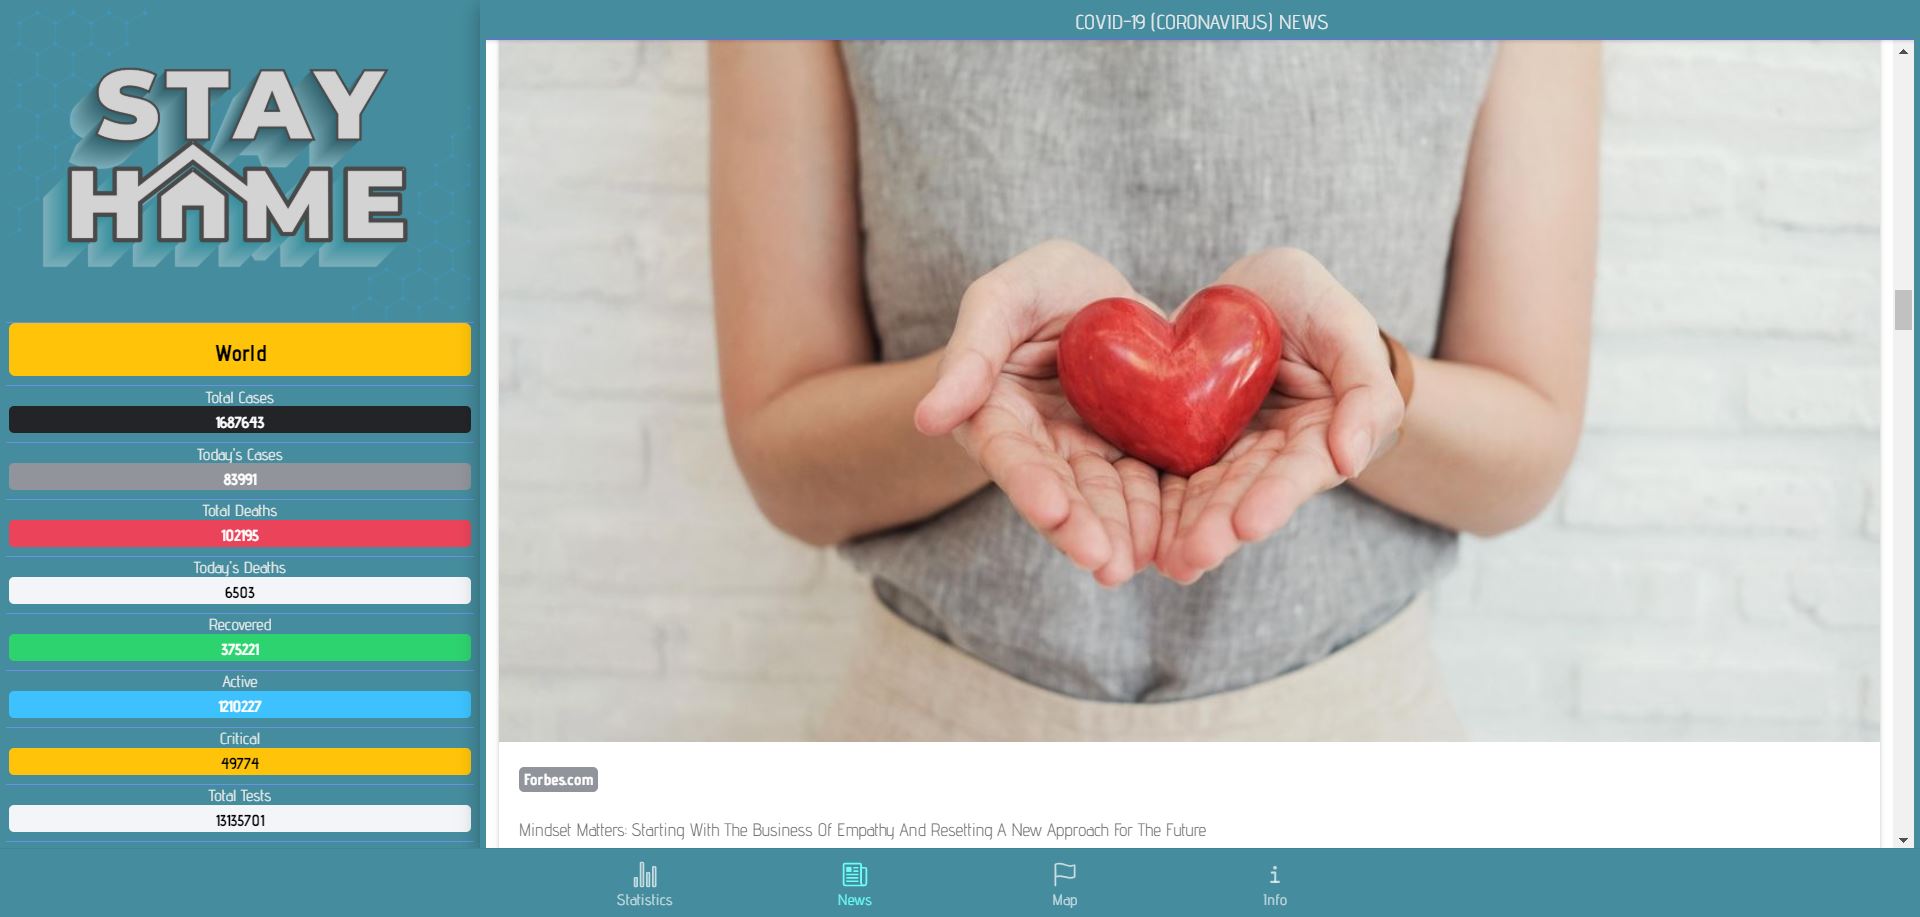 STAY
HOME
World
Total Cases
1687643
Today's Cases
83991
Total Deaths
102195
Today's Deaths
6503
Recovered
375221
Active
1210227
Critical
49774
Total Tests
13135701
COVID-19 (CORONAVIRUS) NEWS
Forbes.com
Mindset Matters: Starting With The Business Of Empathy And Resetting A New Approach For The Future
Statistics
News
Map
Info